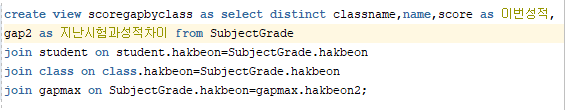 create view scoregapbyclass as select distinct classname,name,score as 이번성적,
gap2 as 지난시험과성적차이 from SubjectGrade
join student on student.hakbeon=SubjectGrade.hakbeon
join class on class.hakbeon=SubjectGrade.hakbeon
join gapmax on SubjectGrade.hakbeon=gapmax.hakbeon2;